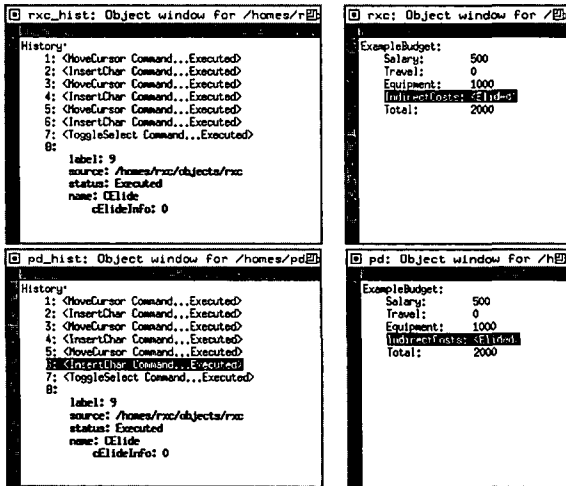 rxc_hist: Object window for /homes/r
History:
1: <MoveCursor Command...Executed>
2: <InsertChar Command...Executed>
3: <MoveCursor Command...Executed>
4: <InsertChar Command...Executed>
5: <MoveCursor Command...Executed>
6: <InsertChar Command...Executed>
7: <ToggleSelect Command...Executed>
8:
label: 9
source: /homes/rxc/objects/rxc
status: Executed
name: CElide
cElideInfo: 0
rxc: Object window for /
ExampleBudget:
Salary: 500
Travel: 0
Equipment: 1000
IndirectCosts: <Elided
Total: 2000
pd_hist: Object window for /homes/pd
History:
1: <MoveCursor Command...Executed>
2: <InsertChar Command...Executed>
3: <MoveCursor Command...Executed>
4: <InsertChar Command...Executed>
5: <MoveCursor Command...Executed>
6: <InsertChar Command...Executed>
7: <ToggleSelect Command...Executed>
8:
label: 9
source: /homes/rxc/objects/rxc
status: Executed
name: CElide
cElideInfo: 0
pd: Object window for /h
ExampleBudget:
Salary: 500
Travel: 0
Equipment: 1000
IndirectCosts: <Elided
Total: 2000